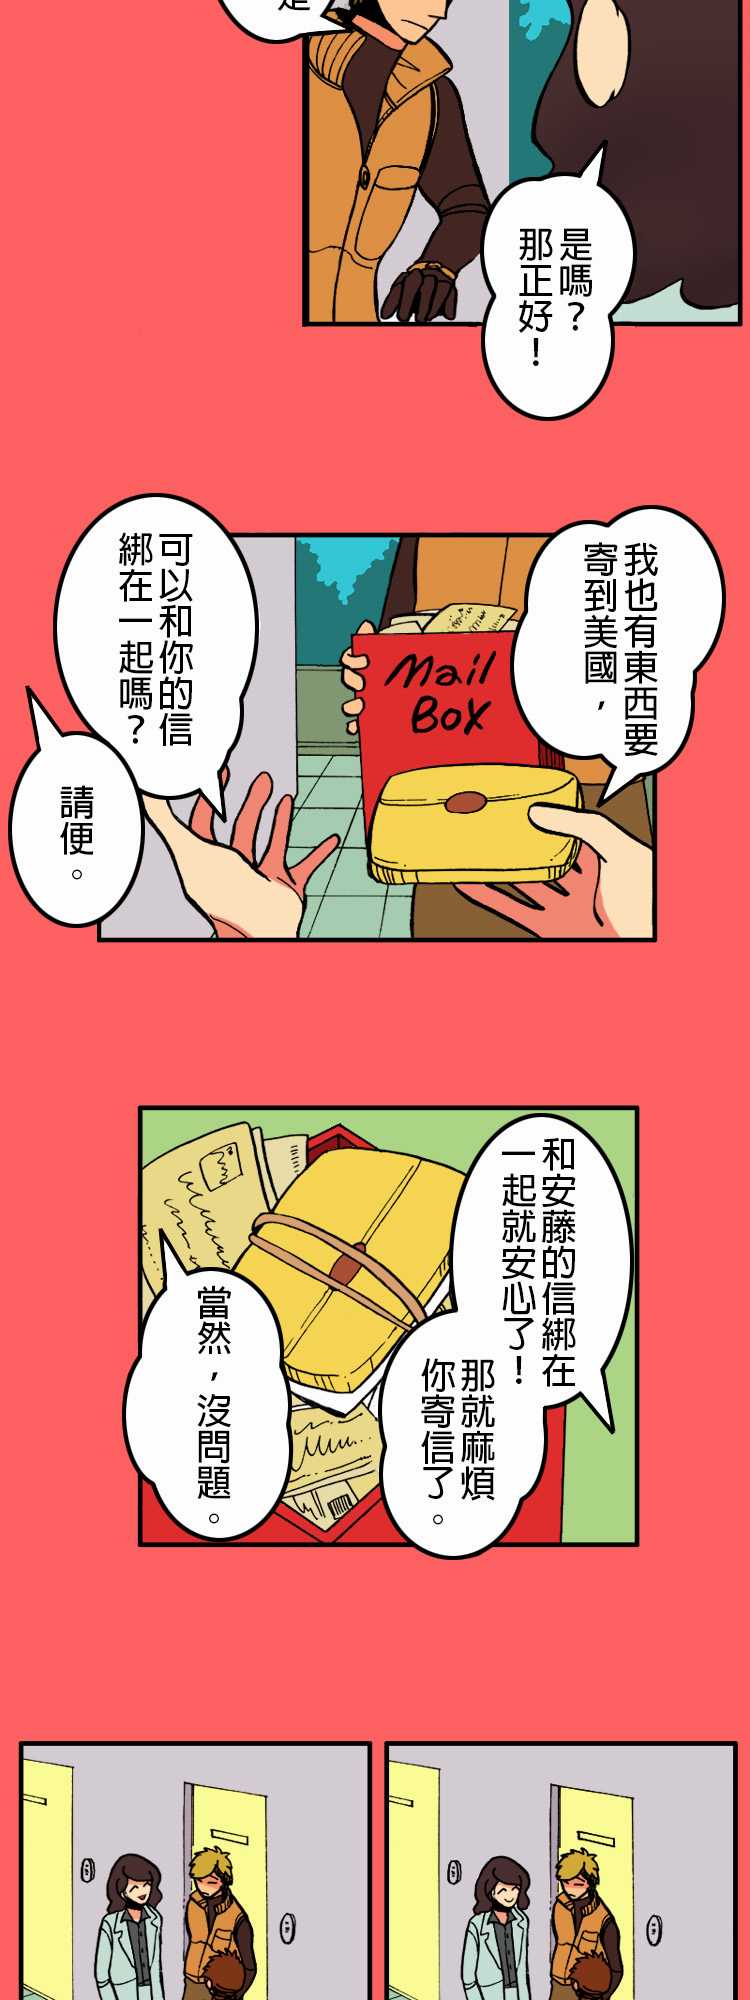 是嗎？
那正好！
我也有東西要
寄到美國，
可以和你的信
綁在一起嗎？
Mail
Box
請便。
和安藤的信綁在
一起就安心了！
那就麻煩
你寄信了。
當然，沒問題。